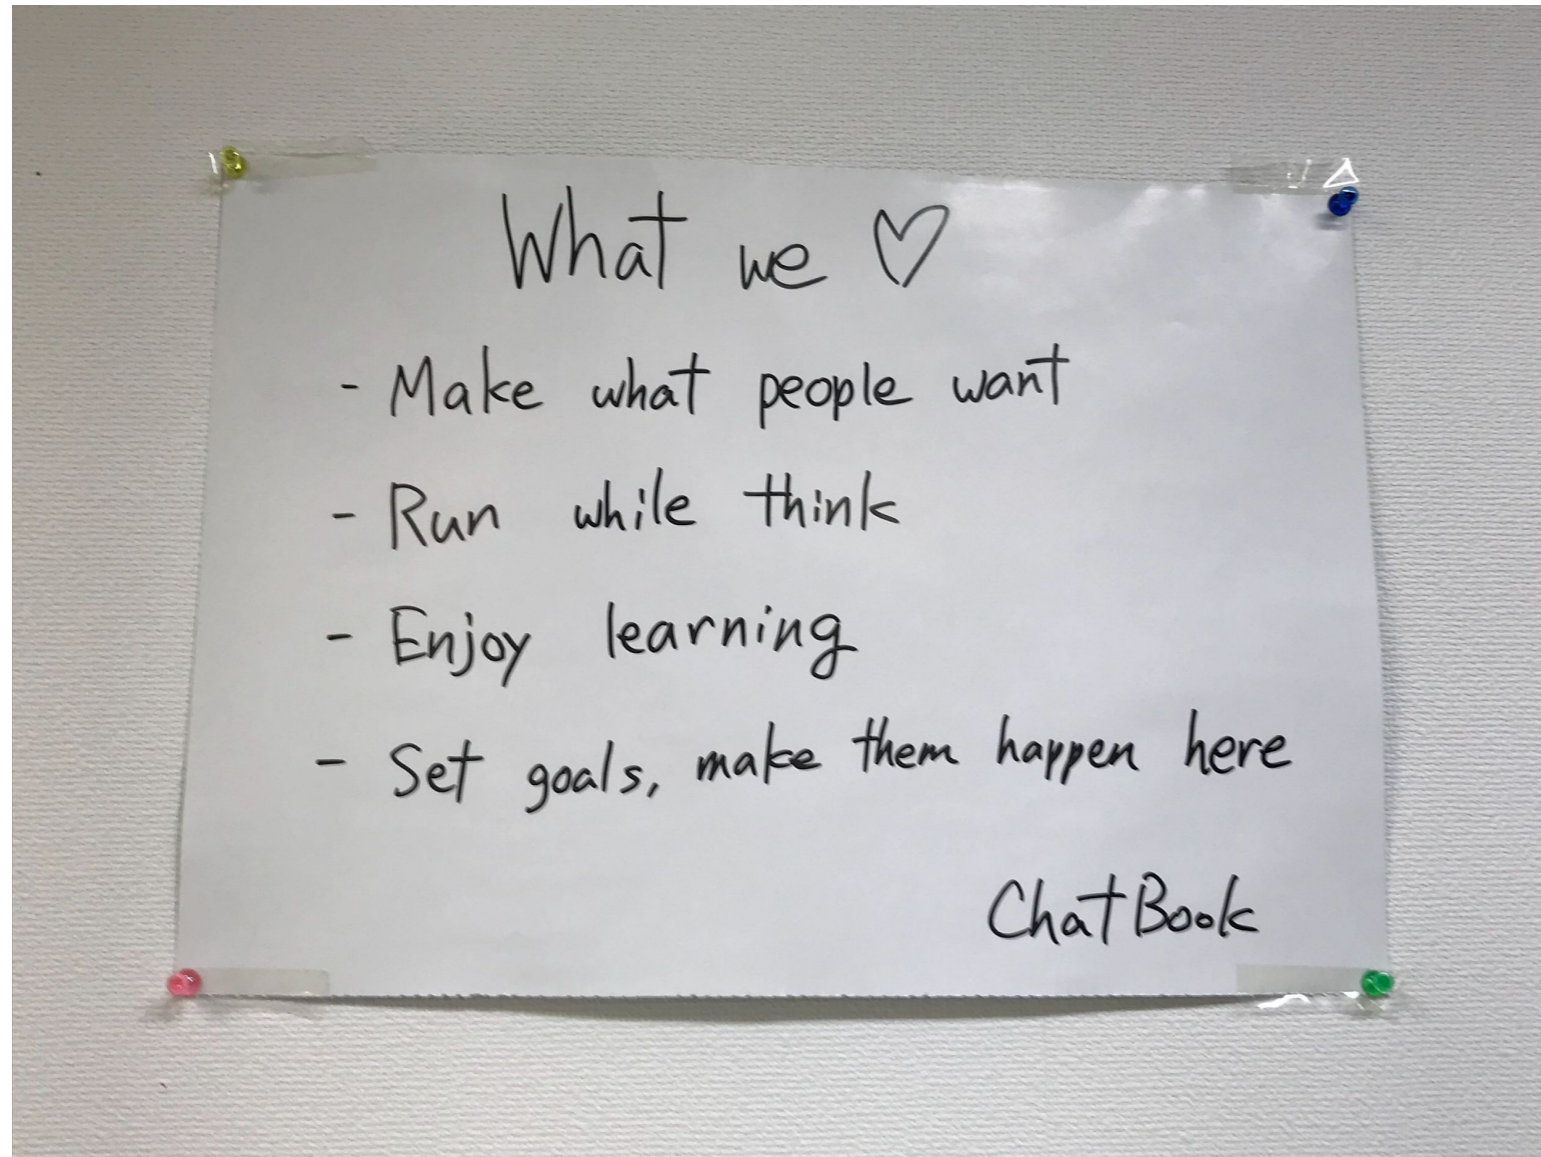 What we ♡
- Make what people want
- Run while think
- Enjoy learning
- Set goals, make them happen here
ChatBook